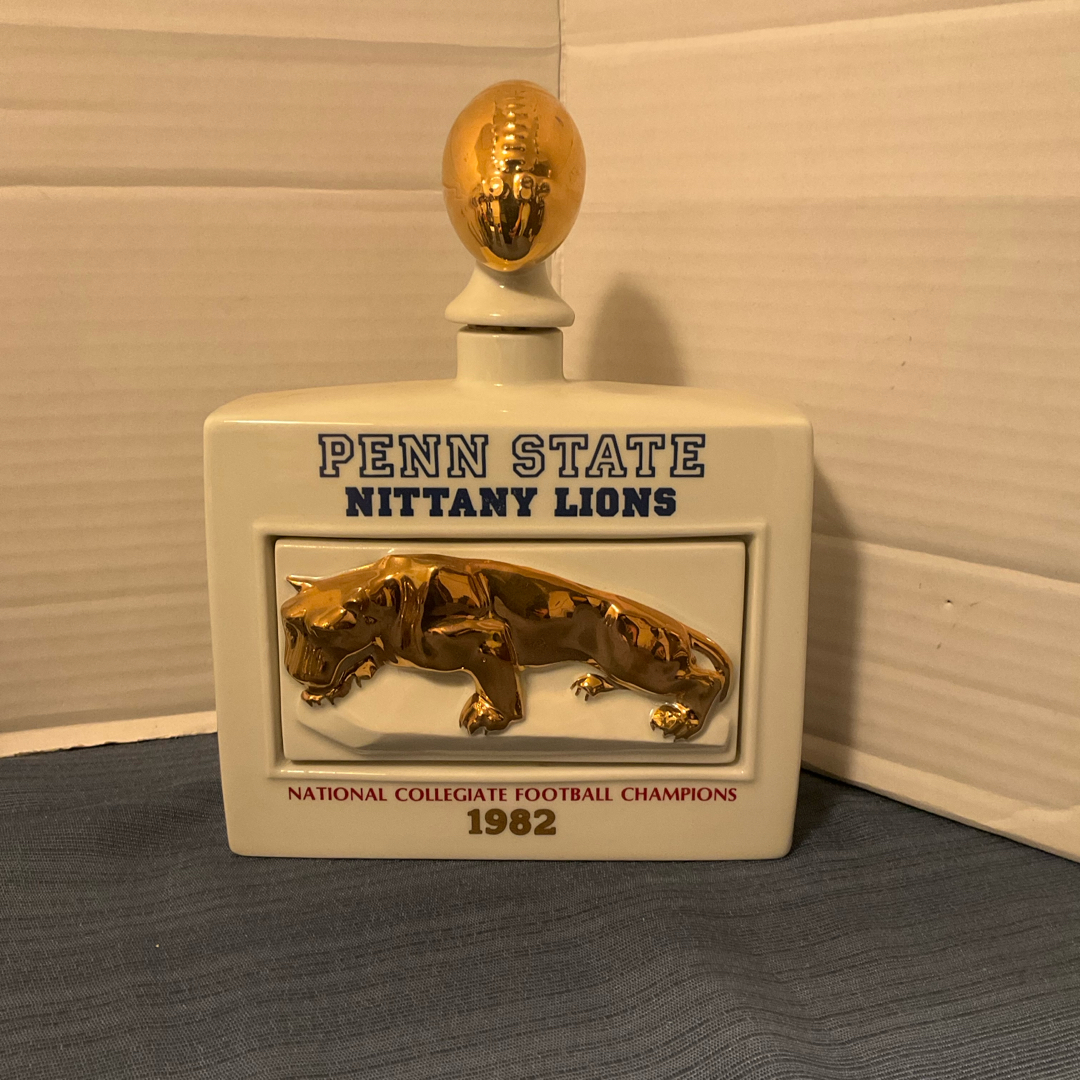 PENN STATE
NITTANY LIONS
NATIONAL COLLEGIATE FOOTBALL CHAMPIONS
1982